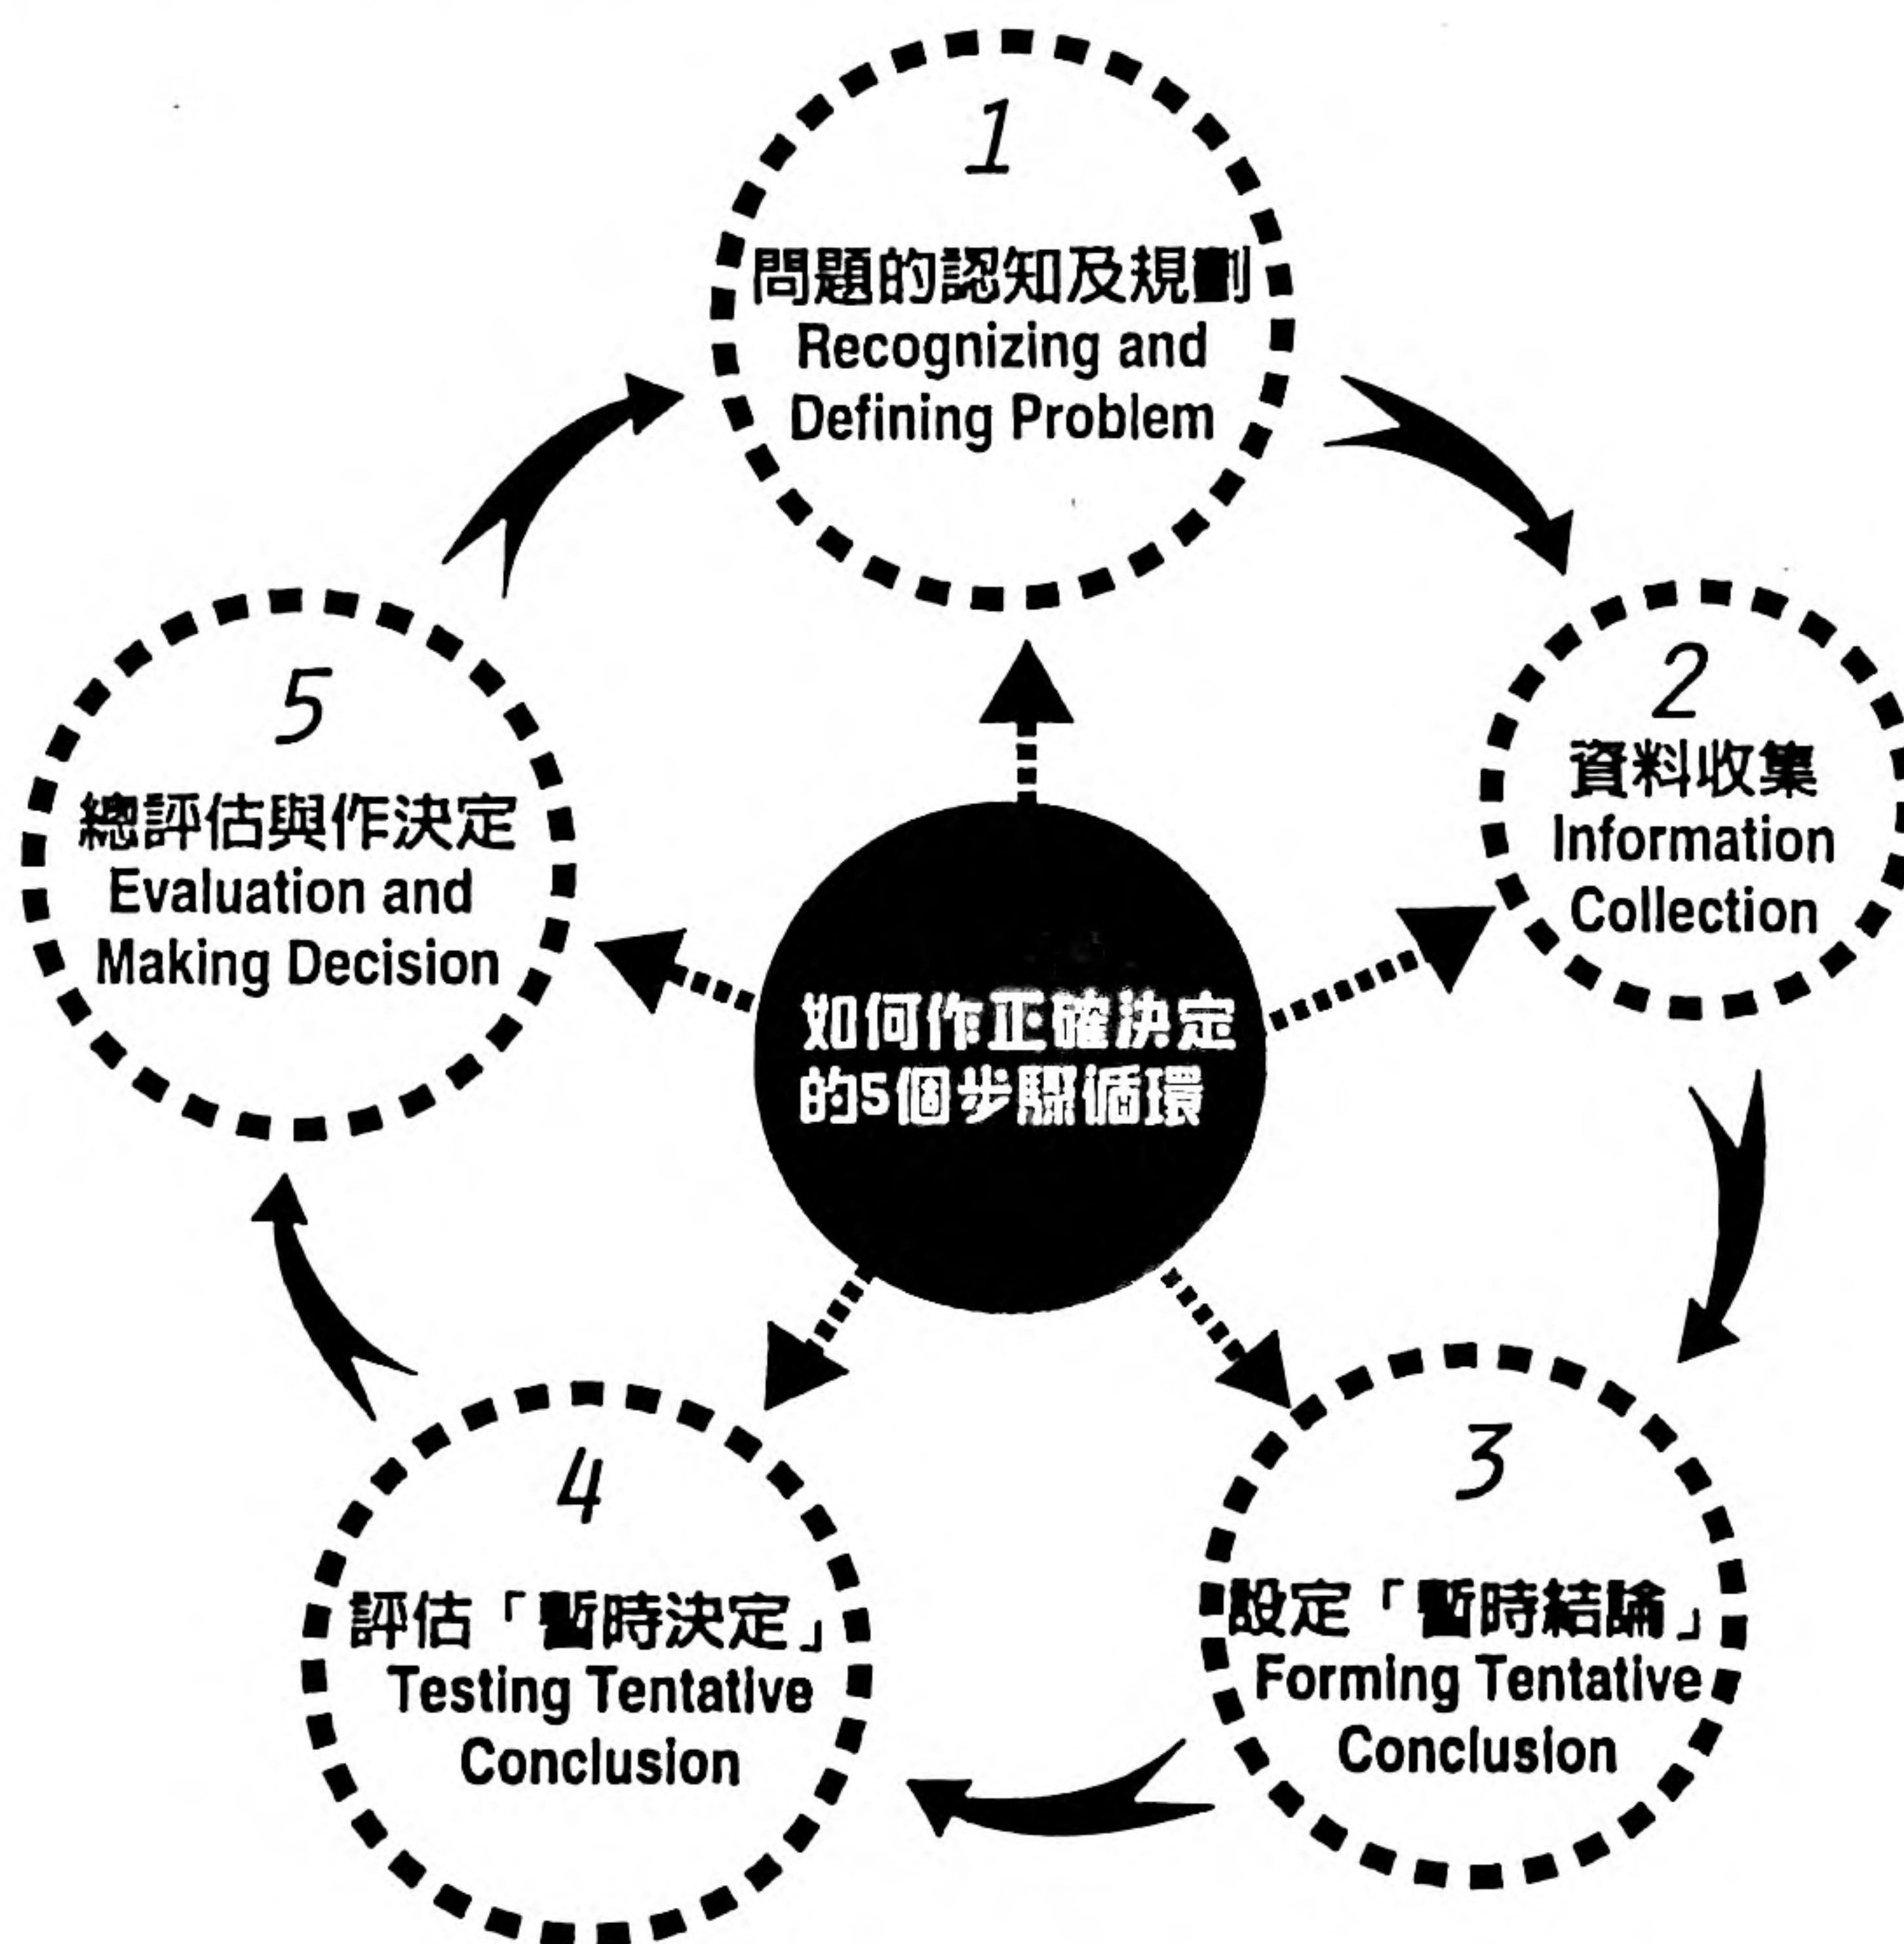 1
問題的認知及規劃
Recognizing and
Defining Problem
2
資料收集
Information
Collection
3
設定「暫時結論」
Forming Tentative
Conclusion
4
評估「暫時決定」
Testing Tentative
Conclusion
5
總評估與作決定
Evaluation and
Making Decision
如何作正確決定
的5個步驟循環